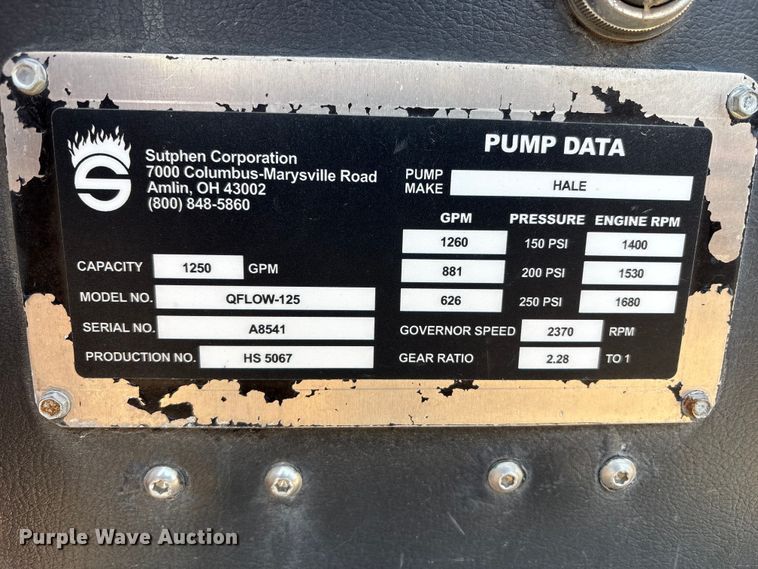 S
Sutphen Corporation
7000 Columbus-Marysville Road
Amlin, OH 43002
(800) 848-5860
CAPACITY 1250 GPM
MODEL NO. QFLOW-125
SERIAL NO. A8541
PRODUCTION NO. HS 5067
PUMP DATA
PUMP MAKE HALE
GPM PRESSURE ENGINE RPM
1260 150 PSI 1400
881 200 PSI 1530
626 250 PSI 1680
GOVERNOR SPEED 2370 RPM
GEAR RATIO 2.28 TO 1
Purple Wave Auction